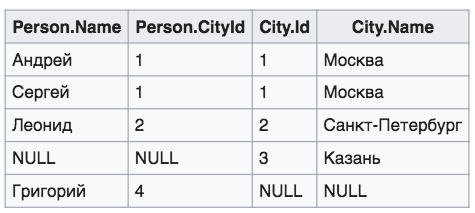 Person.Name Person.CityId City.Id City.Name
Андрей 1 1 Москва
Сергей 1 1 Москва
Леонид 2 2 Санкт-Петербург
NULL NULL 3 Казань
Григорий 4 NULL NULL